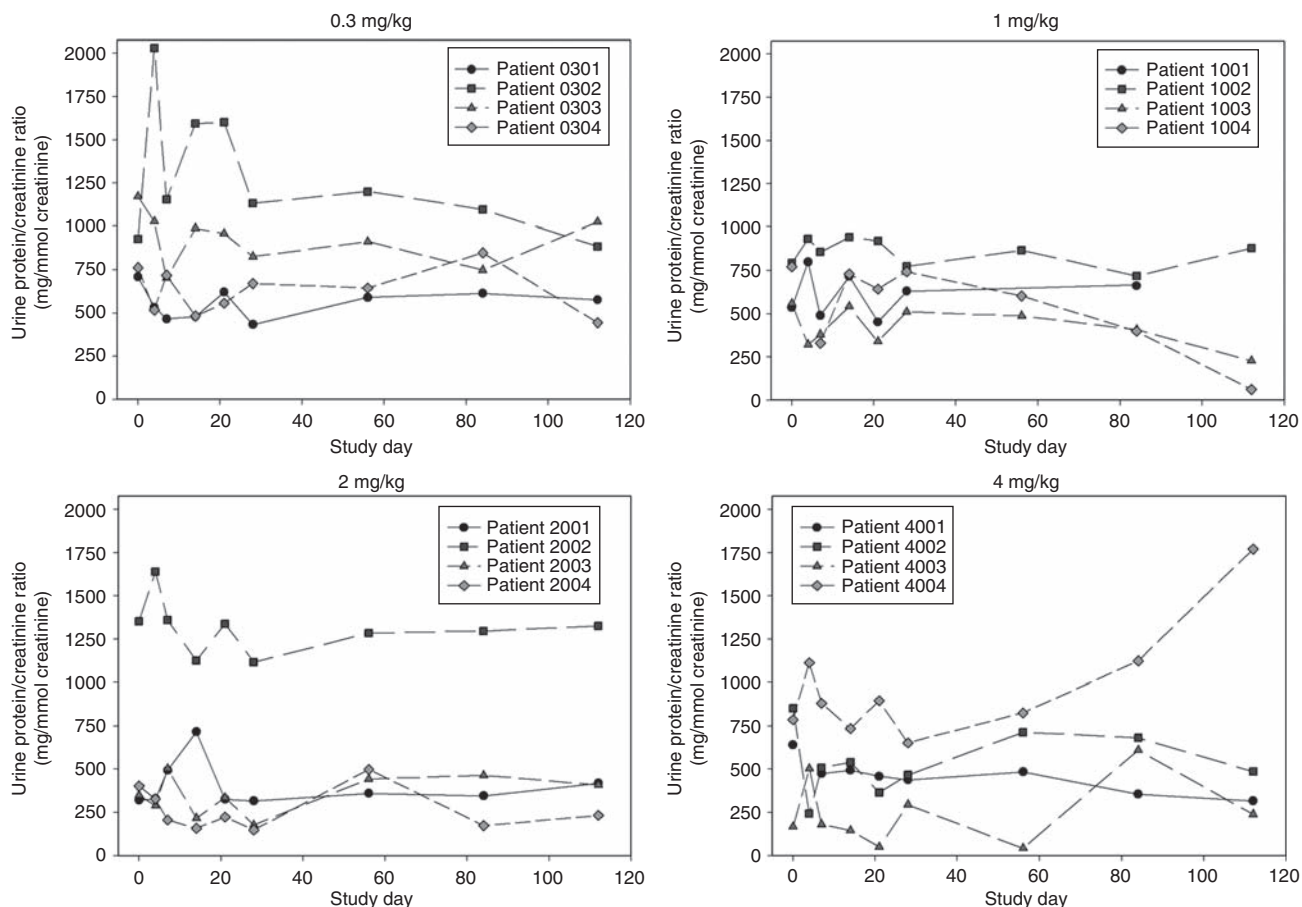 0.3 mg/kg
Urine protein/creatinine ratio
(mg/mmol creatinine)
2000
1750
1500
1250
1000
750
500
250
0
Patient 0301
Patient 0302
Patient 0303
Patient 0304
0 20 40 60 80 100 120
Study day
1 mg/kg
Urine protein/creatinine ratio
(mg/mmol creatinine)
2000
1750
1500
1250
1000
750
500
250
0
Patient 1001
Patient 1002
Patient 1003
Patient 1004
0 20 40 60 80 100 120
Study day
2 mg/kg
Urine protein/creatinine ratio
(mg/mmol creatinine)
2000
1750
1500
1250
1000
750
500
250
0
Patient 2001
Patient 2002
Patient 2003
Patient 2004
0 20 40 60 80 100 120
Study day
4 mg/kg
Urine protein/creatinine ratio
(mg/mmol creatinine)
2000
1750
1500
1250
1000
750
500
250
0
Patient 4001
Patient 4002
Patient 4003
Patient 4004
0 20 40 60 80 100 120
Study day